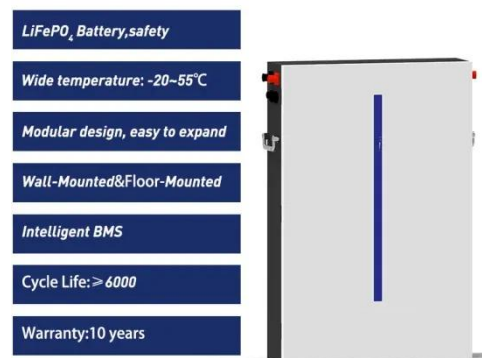 LiFePO₄ Battery,safety
Wide temperature: -20~55℃
Modular design, easy to expand
Wall-Mounted&Floor-Mounted
Intelligent BMS
Cycle Life:≥6000
Warranty:10 years